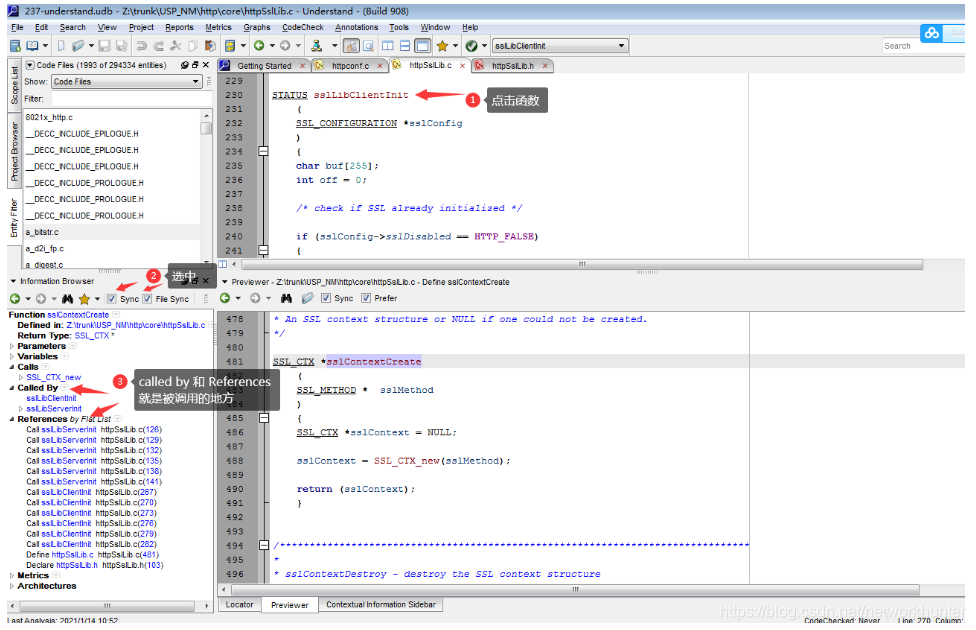 237-understand.udb - Z:\trunk\USP_NM\http\core\httpSslLib.c - Understand - (Build 908)
File Edit Search View Project Reports Metrics Graphs CodeCheck Annotations Tools Window Help
sslLibClientInit
Search
Scope List
Project Browser
Entity Filter
Code Files (1993 of 294334 entities)
Show: Code Files
Filter:
8021x_http.c
__DECC_INCLUDE_EPILOGUE.H
__DECC_INCLUDE_EPILOGUE.H
__DECC_INCLUDE_EPILOGUE.H
__DECC_INCLUDE_PROLOGUE.H
__DECC_INCLUDE_PROLOGUE.H
__DECC_INCLUDE_PROLOGUE.H
a_bitstr.c
a_d2i_fp.c
a_digest.c
Getting Started httpconf.c httpSslLib.c httpSslLib.h
229
230 STATUS sslLibClientInit
1 点击函数
231 (
232 SSL_CONFIGURATION *sslConfig
233 )
234 {
235 char buf[255];
236 int off = 0;
237
238 /* check if SSL already initialized */
239
240 if (sslConfig->sslDisabled == HTTP_FALSE)
241 {
2 选中
Information Browser
Sync File Sync
Function sslContextCreate
Defined in: Z:\trunk\USP_NM\http\core\httpSslLib.c
Return Type: SSL_CTX *
Parameters
Variables
Calls
SSL_CTX_new
Called By
sslLibClientInit
sslLibServerInit
3 called by 和 References
就是被调用的地方
References by Flat List
Call sslLibServerInit httpSslLib.c(126)
Call sslLibServerInit httpSslLib.c(129)
Call sslLibServerInit httpSslLib.c(132)
Call sslLibServerInit httpSslLib.c(135)
Call sslLibServerInit httpSslLib.c(138)
Call sslLibServerInit httpSslLib.c(141)
Call sslLibClientInit httpSslLib.c(267)
Call sslLibClientInit httpSslLib.c(270)
Call sslLibClientInit httpSslLib.c(273)
Call sslLibClientInit httpSslLib.c(276)
Call sslLibClientInit httpSslLib.c(279)
Call sslLibClientInit httpSslLib.c(282)
Define httpSslLib.c httpSslLib.c(481)
Declare httpSslLib.h httpSslLib.h(103)
Metrics
Architectures
Previewer - Z:\trunk\USP_NM\http\core\httpSslLib.c - Define sslContextCreate
Sync Prefer
478 * An SSL context structure or NULL if one could not be created.
479 */
480
481 SSL_CTX *sslContextCreate
482 (
483 SSL_METHOD * sslMethod
484 )
485 {
486 SSL_CTX *sslContext = NULL;
487
488 sslContext = SSL_CTX_new(sslMethod);
489
490 return (sslContext);
491 }
492
493
494 /*******************************************************************************
495 *
496 * sslContextDestroy - destroy the SSL context structure
Locator Previewer Contextual Information Sidebar
https://blog.csdn.net/networkhunter
Last Analysis: 2021/1/14 10:52 CodeChecked: Never Line: 270 Column: